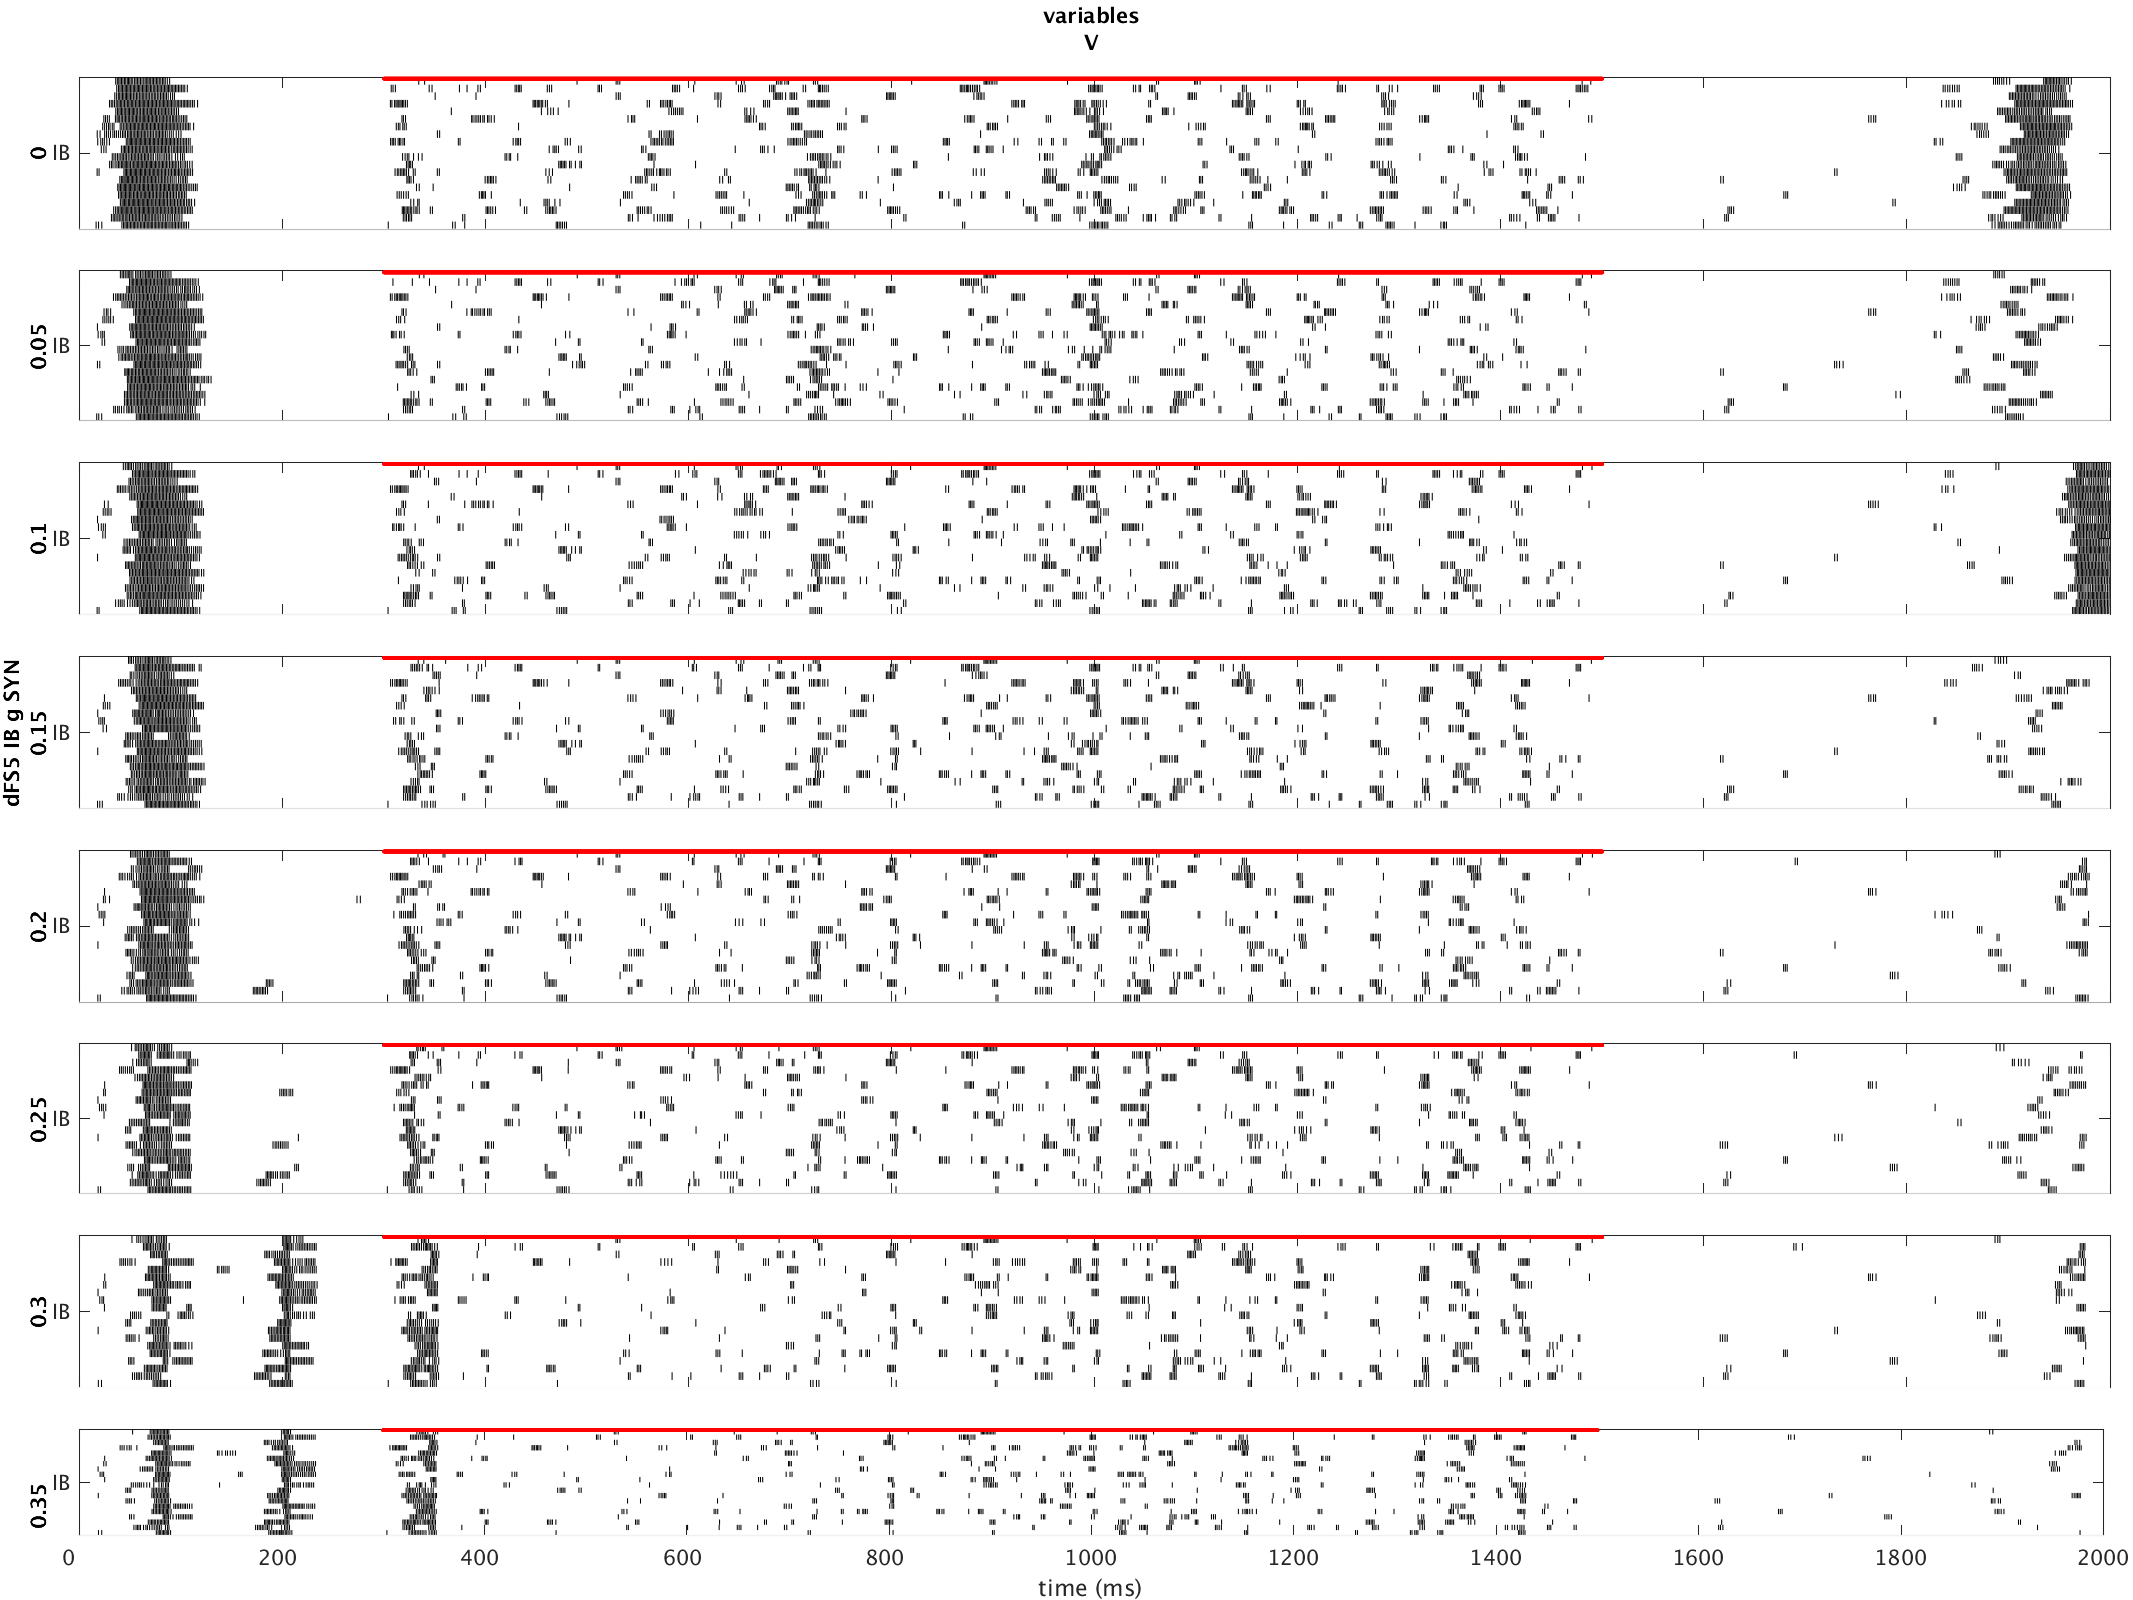 variables
V
dFS5 IB g SYN
0 IB
0.05 IB
0.1 IB
0.15 IB
0.2 IB
0.25 IB
0.3 IB
0.35 IB
0 200 400 600 800 1000 1200 1400 1600 1800 2000
time (ms)